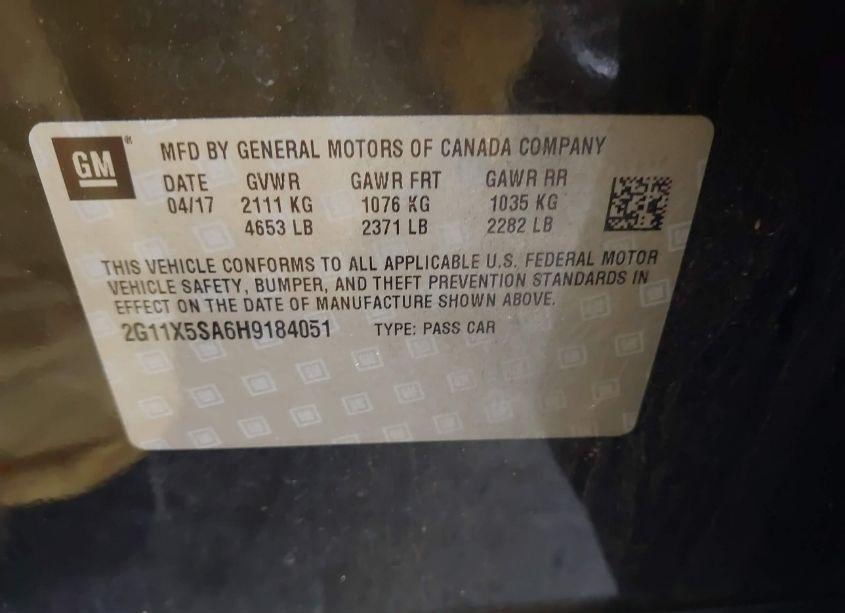 GM
MFD BY GENERAL MOTORS OF CANADA COMPANY
DATE GVWR GAWR FRT GAWR RR
04/17 2111 KG 1076 KG 1035 KG
4653 LB 2371 LB 2282 LB
THIS VEHICLE CONFORMS TO ALL APPLICABLE U.S. FEDERAL MOTOR
VEHICLE SAFETY, BUMPER, AND THEFT PREVENTION STANDARDS IN
EFFECT ON THE DATE OF MANUFACTURE SHOWN ABOVE.
2G11X5SA6H9184051 TYPE: PASS CAR